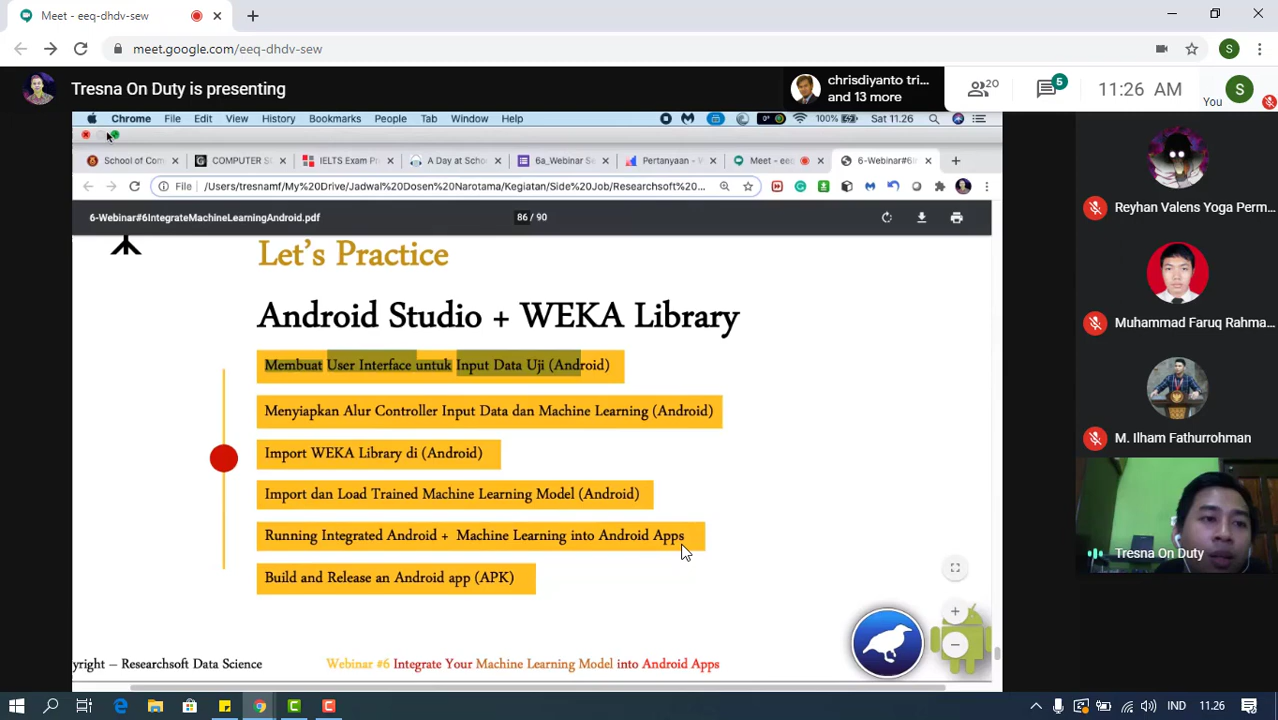 Meet - eeq-dhdv-sew
meet.google.com/eeq-dhdv-sew
S
Tresna On Duty is presenting
chrisdiyanto tri...
and 13 more
20
5
11:26 AM
You
S
Chrome File Edit View History Bookmarks People Tab Window Help
100% Sat 11.26
School of Com
COMPUTER S
IELTS Exam Pr
A Day at Schoo
6a_Webinar Se
Pertanyaan - W
Meet - eeq
6-Webinar#6I
File /Users/tresnamf/My%20Drive/Jadwal%20Dosen%20Narotama/Kegiatan/Side%20Job/Researchsoft%20...
6-Webinar#6IntegrateMachineLearningAndroid.pdf
86 / 90
Let's Practice
Android Studio + WEKA Library
Membuat User Interface untuk Input Data Uji (Android)
Menyiapkan Alur Controller Input Data dan Machine Learning (Android)
Import WEKA Library di (Android)
Import dan Load Trained Machine Learning Model (Android)
Running Integrated Android + Machine Learning into Android Apps
Build and Release an Android app (APK)
yright – Researchsoft Data Science
Webinar #6 Integrate Your Machine Learning Model into Android Apps
Reyhan Valens Yoga Perm...
Muhammad Faruq Rahma...
M. Ilham Fathurrohman
Tresna On Duty
IND
11.26